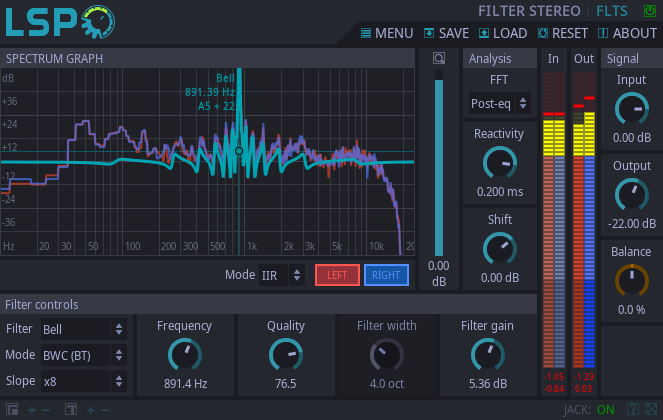 LSP
FILTER STEREO | FLTS
MENU SAVE LOAD RESET ABOUT
SPECTRUM GRAPH
dB
+36
+24
+12
-12
-24
-36
Bell
891.39 Hz
A5 + 22
Hz 20 30 50 100 200 300 500 1k 2k 3k 5k 10k 20
Mode IIR LEFT RIGHT
0.00
dB
Analysis
FFT
Post-eq
Reactivity
0.200 ms
Shift
0.00 dB
In Out
-1.05 -1.29
-0.84 0.03
Signal
Input
0.00 dB
Output
-22.00 dB
Balance
0.0 %
Filter controls
Filter Bell
Mode BWC (BT)
Slope x8
Frequency
891.4 Hz
Quality
76.5
Filter width
4.0 oct
Filter gain
5.36 dB
JACK: ON